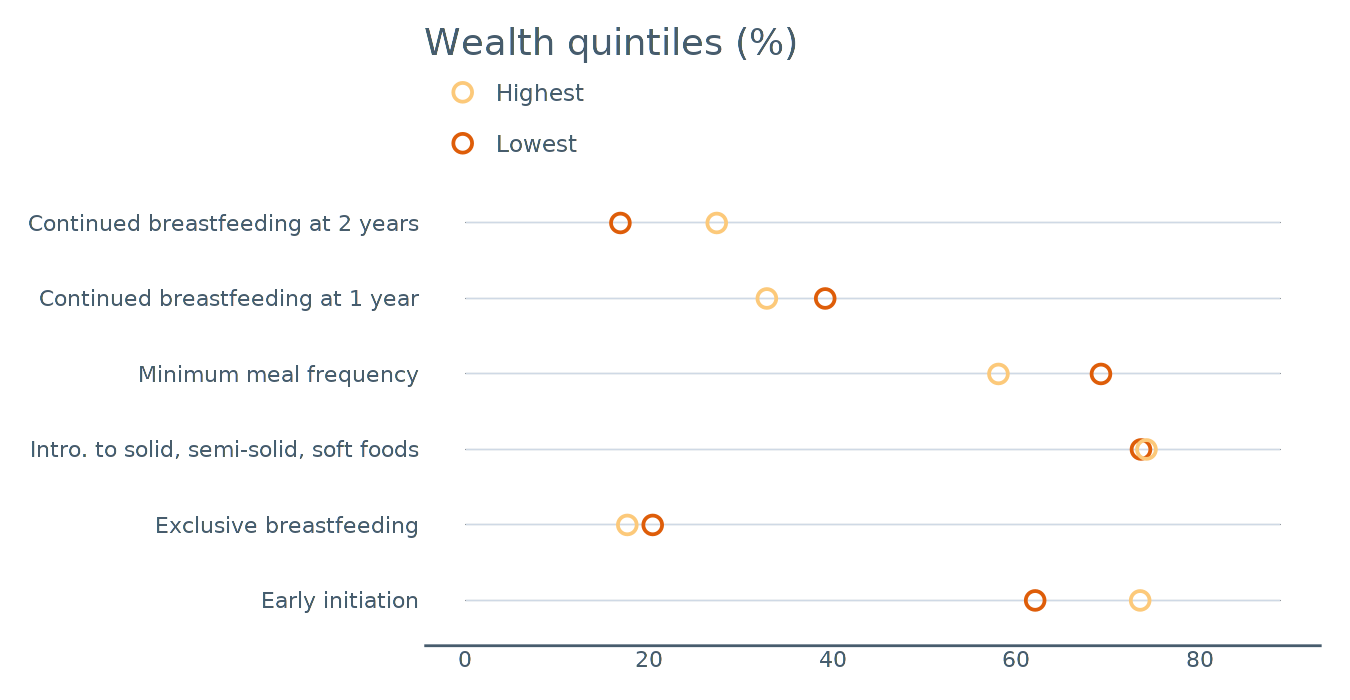 Wealth quintiles (%)
Highest
Lowest
Continued breastfeeding at 2 years
Continued breastfeeding at 1 year
Minimum meal frequency
Intro. to solid, semi-solid, soft foods
Exclusive breastfeeding
Early initiation
0 20 40 60 80